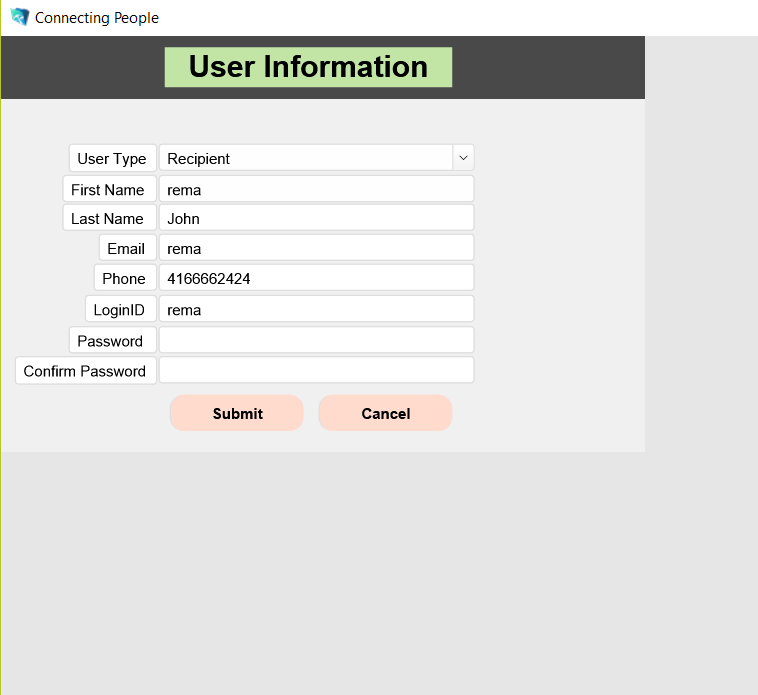 Connecting People
User Information
User Type Recipient
First Name rema
Last Name John
Email rema
Phone 4166662424
LoginID rema
Password
Confirm Password
Submit Cancel